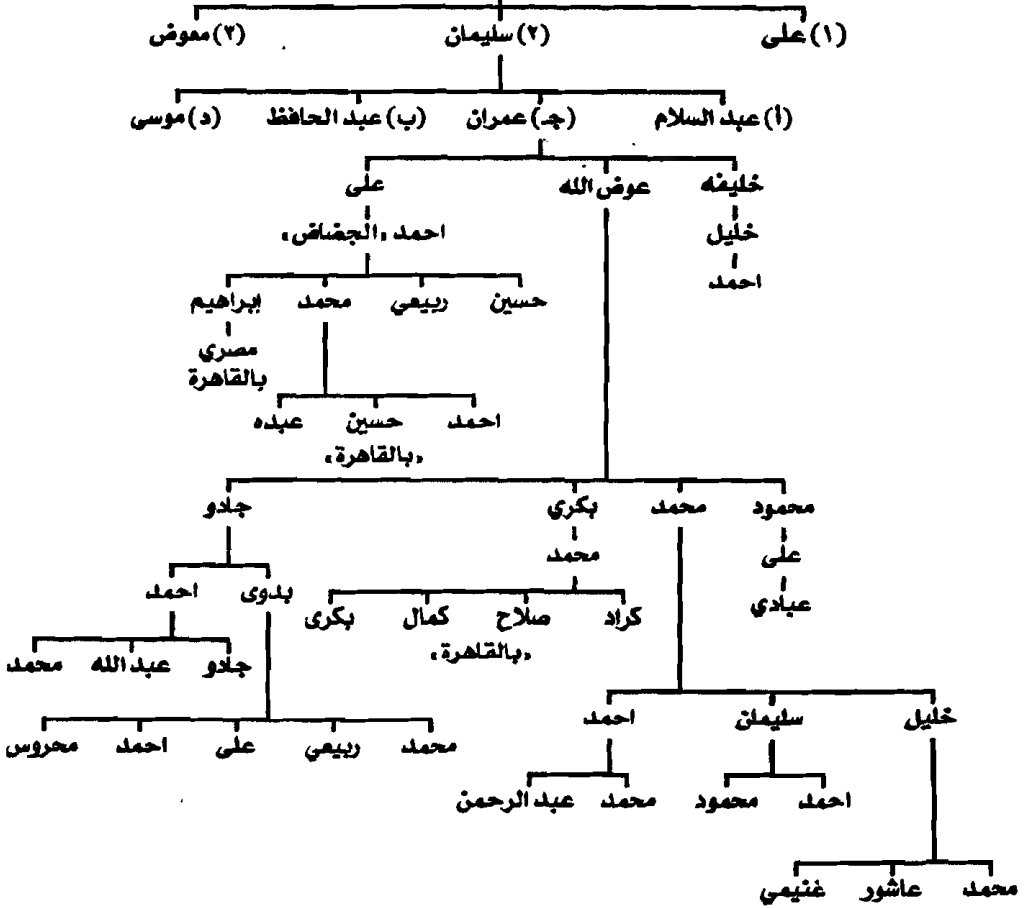 (١) على (٢) سليمان (٣) معوض
(أ) عبد السلام (جـ) عمران (ب) عبد الحافظ (د) موسى
خليفه عوض الله على
خليل احمد «الجضاض»
احمد
حسين ربيعي محمد إبراهيم
مصري
بالقاهرة
احمد حسين عبده
«بالقاهرة»
محمود محمد بكري جادو
على محمد
عبادي
بدوى احمد
كراد صلاح كمال بكرى
«بالقاهرة»
جادو عبد الله محمد
خليل سليمان احمد
محمد ربيعي على احمد محروس
احمد محمود محمد عبد الرحمن
محمد عاشور غنيمي